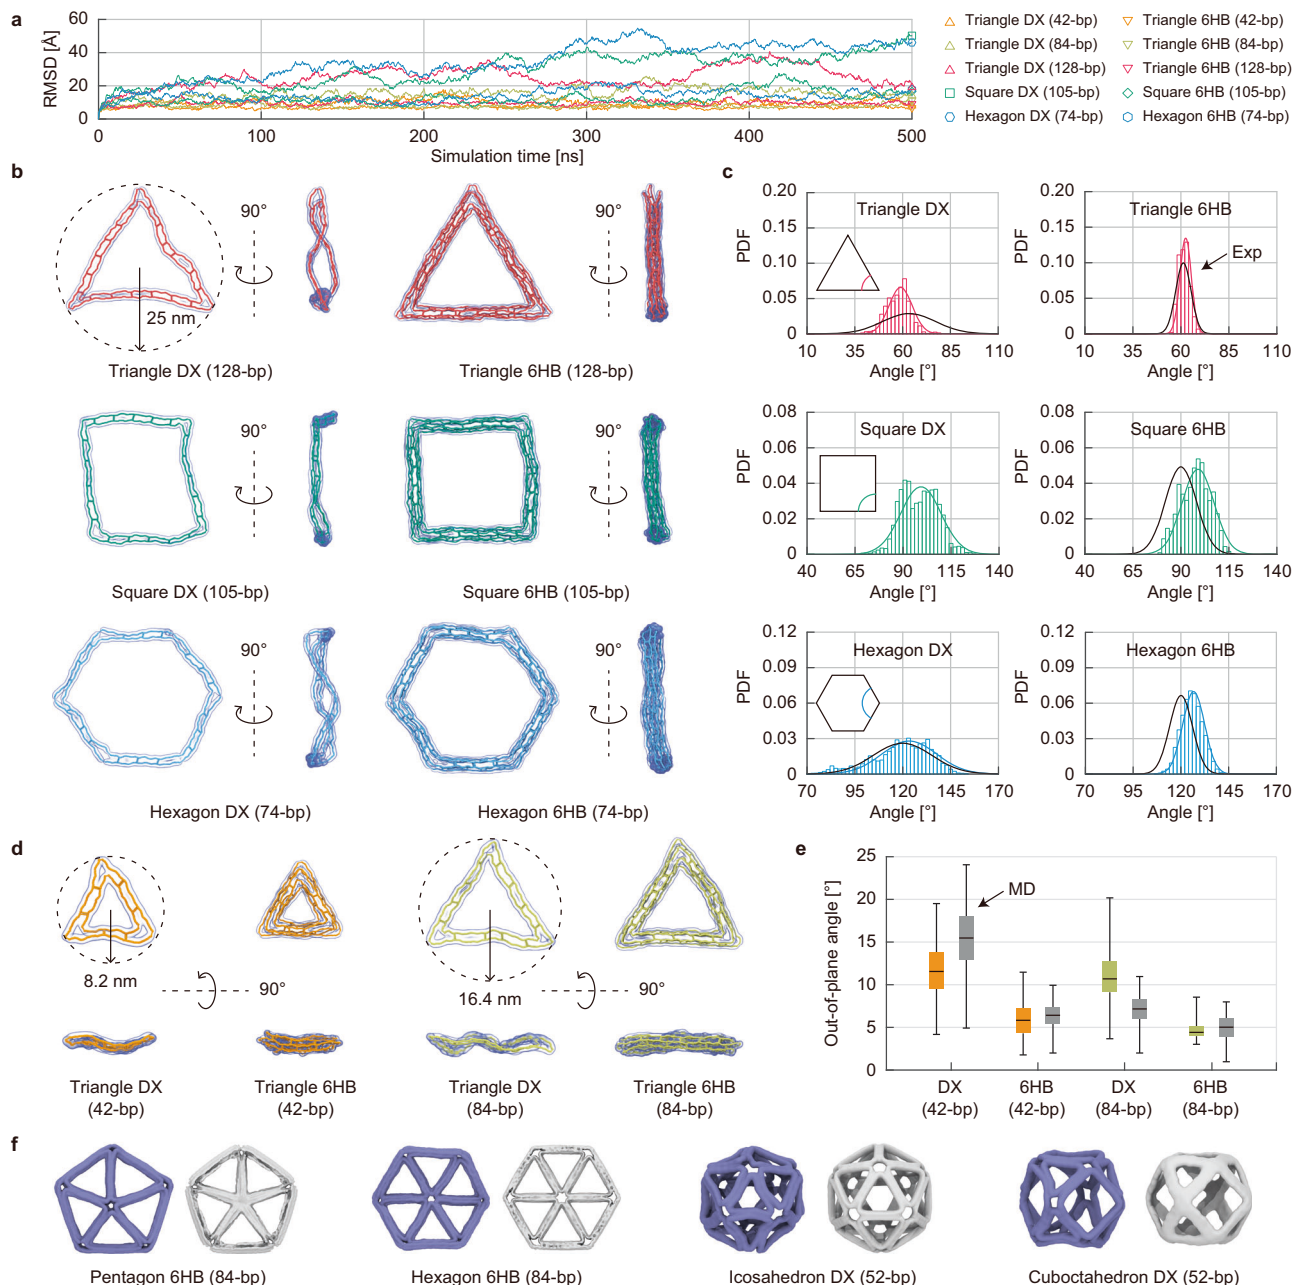 a
RMSD [Å]
60
40
20
0
0
100
200
300
400
500
Simulation time [ns]
Triangle DX (42-bp)
Triangle DX (84-bp)
Triangle DX (128-bp)
Square DX (105-bp)
Hexagon DX (74-bp)
Triangle 6HB (42-bp)
Triangle 6HB (84-bp)
Triangle 6HB (128-bp)
Square 6HB (105-bp)
Hexagon 6HB (74-bp)
b
90°
90°
25 nm
Triangle DX (128-bp)
Triangle 6HB (128-bp)
90°
90°
Square DX (105-bp)
Square 6HB (105-bp)
90°
90°
Hexagon DX (74-bp)
Hexagon 6HB (74-bp)
c
PDF
0.20
0.15
0.10
0.05
0
Triangle DX
10
35
60
85
110
Angle [°]
PDF
0.20
0.15
0.10
0.05
0
Triangle 6HB
Exp
10
35
60
85
110
Angle [°]
PDF
0.08
0.06
0.04
0.02
0
Square DX
40
65
90
115
140
Angle [°]
PDF
0.08
0.06
0.04
0.02
0
Square 6HB
40
65
90
115
140
Angle [°]
PDF
0.12
0.09
0.06
0.03
0
Hexagon DX
70
95
120
145
170
Angle [°]
PDF
0.12
0.09
0.06
0.03
0
Hexagon 6HB
70
95
120
145
170
Angle [°]
d
8.2 nm
16.4 nm
90°
90°
Triangle DX
(42-bp)
Triangle 6HB
(42-bp)
Triangle DX
(84-bp)
Triangle 6HB
(84-bp)
e
Out-of-plane angle [°]
25
20
15
10
5
0
MD
DX
(42-bp)
6HB
(42-bp)
DX
(84-bp)
6HB
(84-bp)
f
Pentagon 6HB (84-bp)
Hexagon 6HB (84-bp)
Icosahedron DX (52-bp)
Cuboctahedron DX (52-bp)